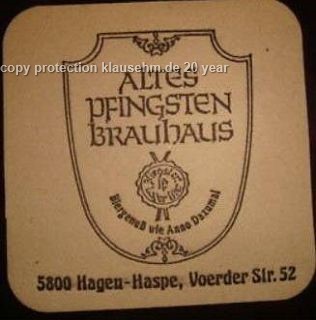 copy protection klausehm.de 20 year
ALTES
PFINGSTEN
BRAUHAUS
Biergenuß wie Anno Dazumal
5800 Hagen-Haspe, Voerder Str. 52